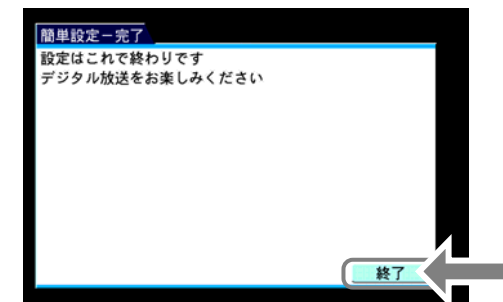 簡単設定－完了
設定はこれで終わりです
デジタル放送をお楽しみください
終了